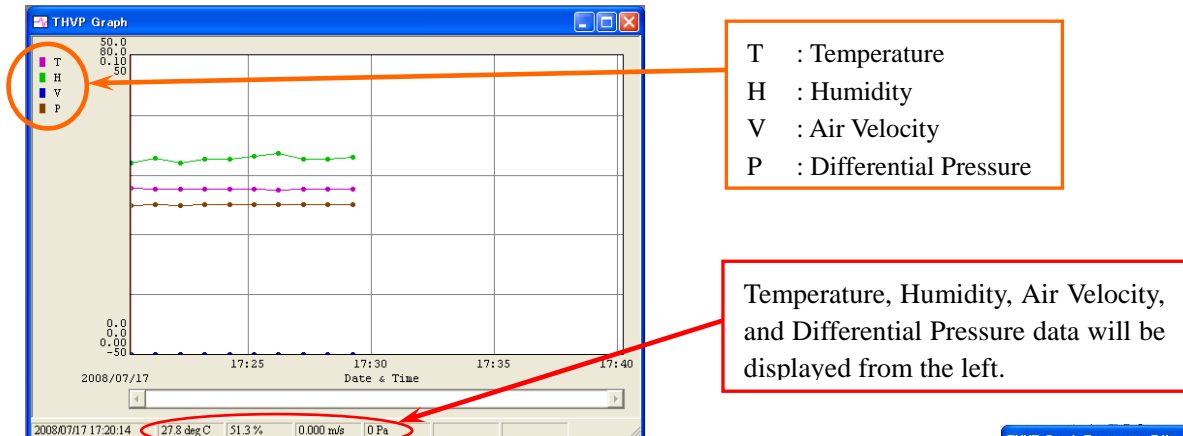 THVP Graph
50.0
80.0
0.10
50
T
H
V
P
0.0
0.0
0.00
-50
17:25 17:30 17:35 17:40
2008/07/17 Date & Time
2008/07/17 17:20:14 27.8 deg C 51.3 % 0.000 m/s 0 Pa
T : Temperature
H : Humidity
V : Air Velocity
P : Differential Pressure
Temperature, Humidity, Air Velocity,
and Differential Pressure data will be
displayed from the left.